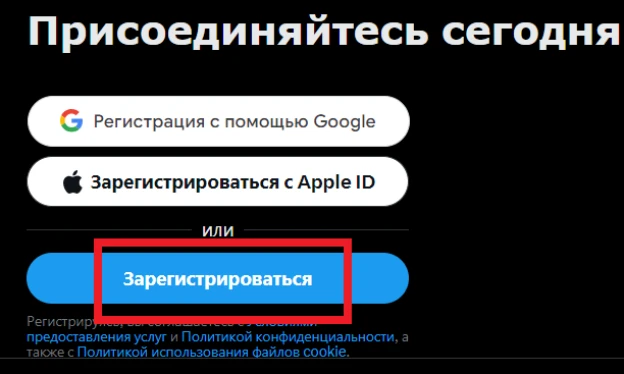 Присоединяйтесь сегодня
Регистрация с помощью Google
Зарегистрироваться с Apple ID
или
Зарегистрироваться
Регистрируясь, вы соглашаетесь с Условиями
предоставления услуг и Политикой конфиденциальности, а
также с Политикой использования файлов cookie.